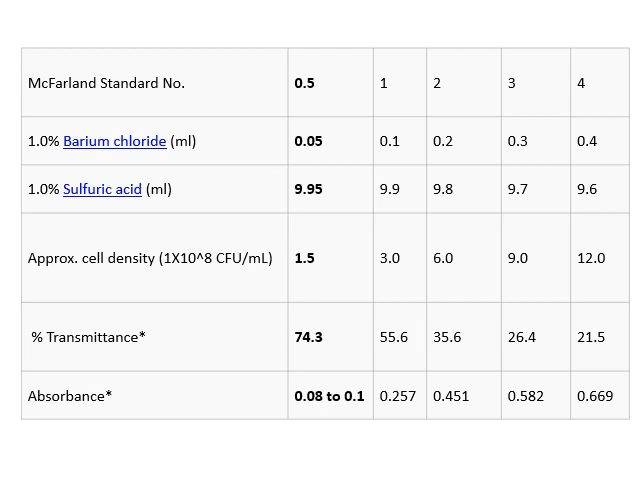 McFarland Standard No. 0.5 1 2 3 4
1.0% Barium chloride (ml) 0.05 0.1 0.2 0.3 0.4
1.0% Sulfuric acid (ml) 9.95 9.9 9.8 9.7 9.6
Approx. cell density (1X10^8 CFU/mL) 1.5 3.0 6.0 9.0 12.0
% Transmittance* 74.3 55.6 35.6 26.4 21.5
Absorbance* 0.08 to 0.1 0.257 0.451 0.582 0.669